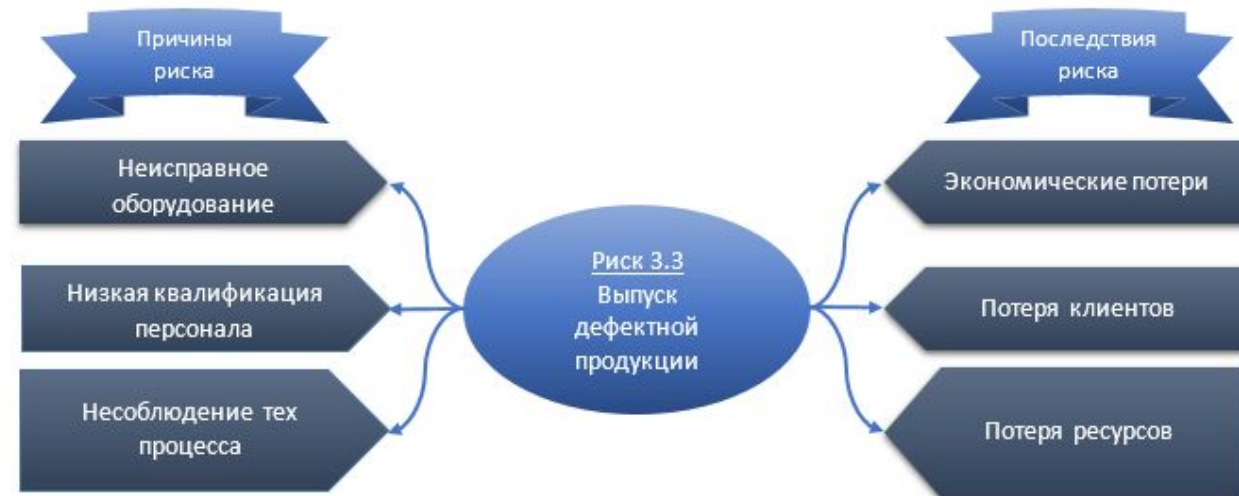 Причины
риска
Последствия
риска
Неисправное
оборудование
Низкая квалификация
персонала
Несоблюдение тех
процесса
Риск 3.3
Выпуск
дефектной
продукции
Экономические потери
Потеря клиентов
Потеря ресурсов